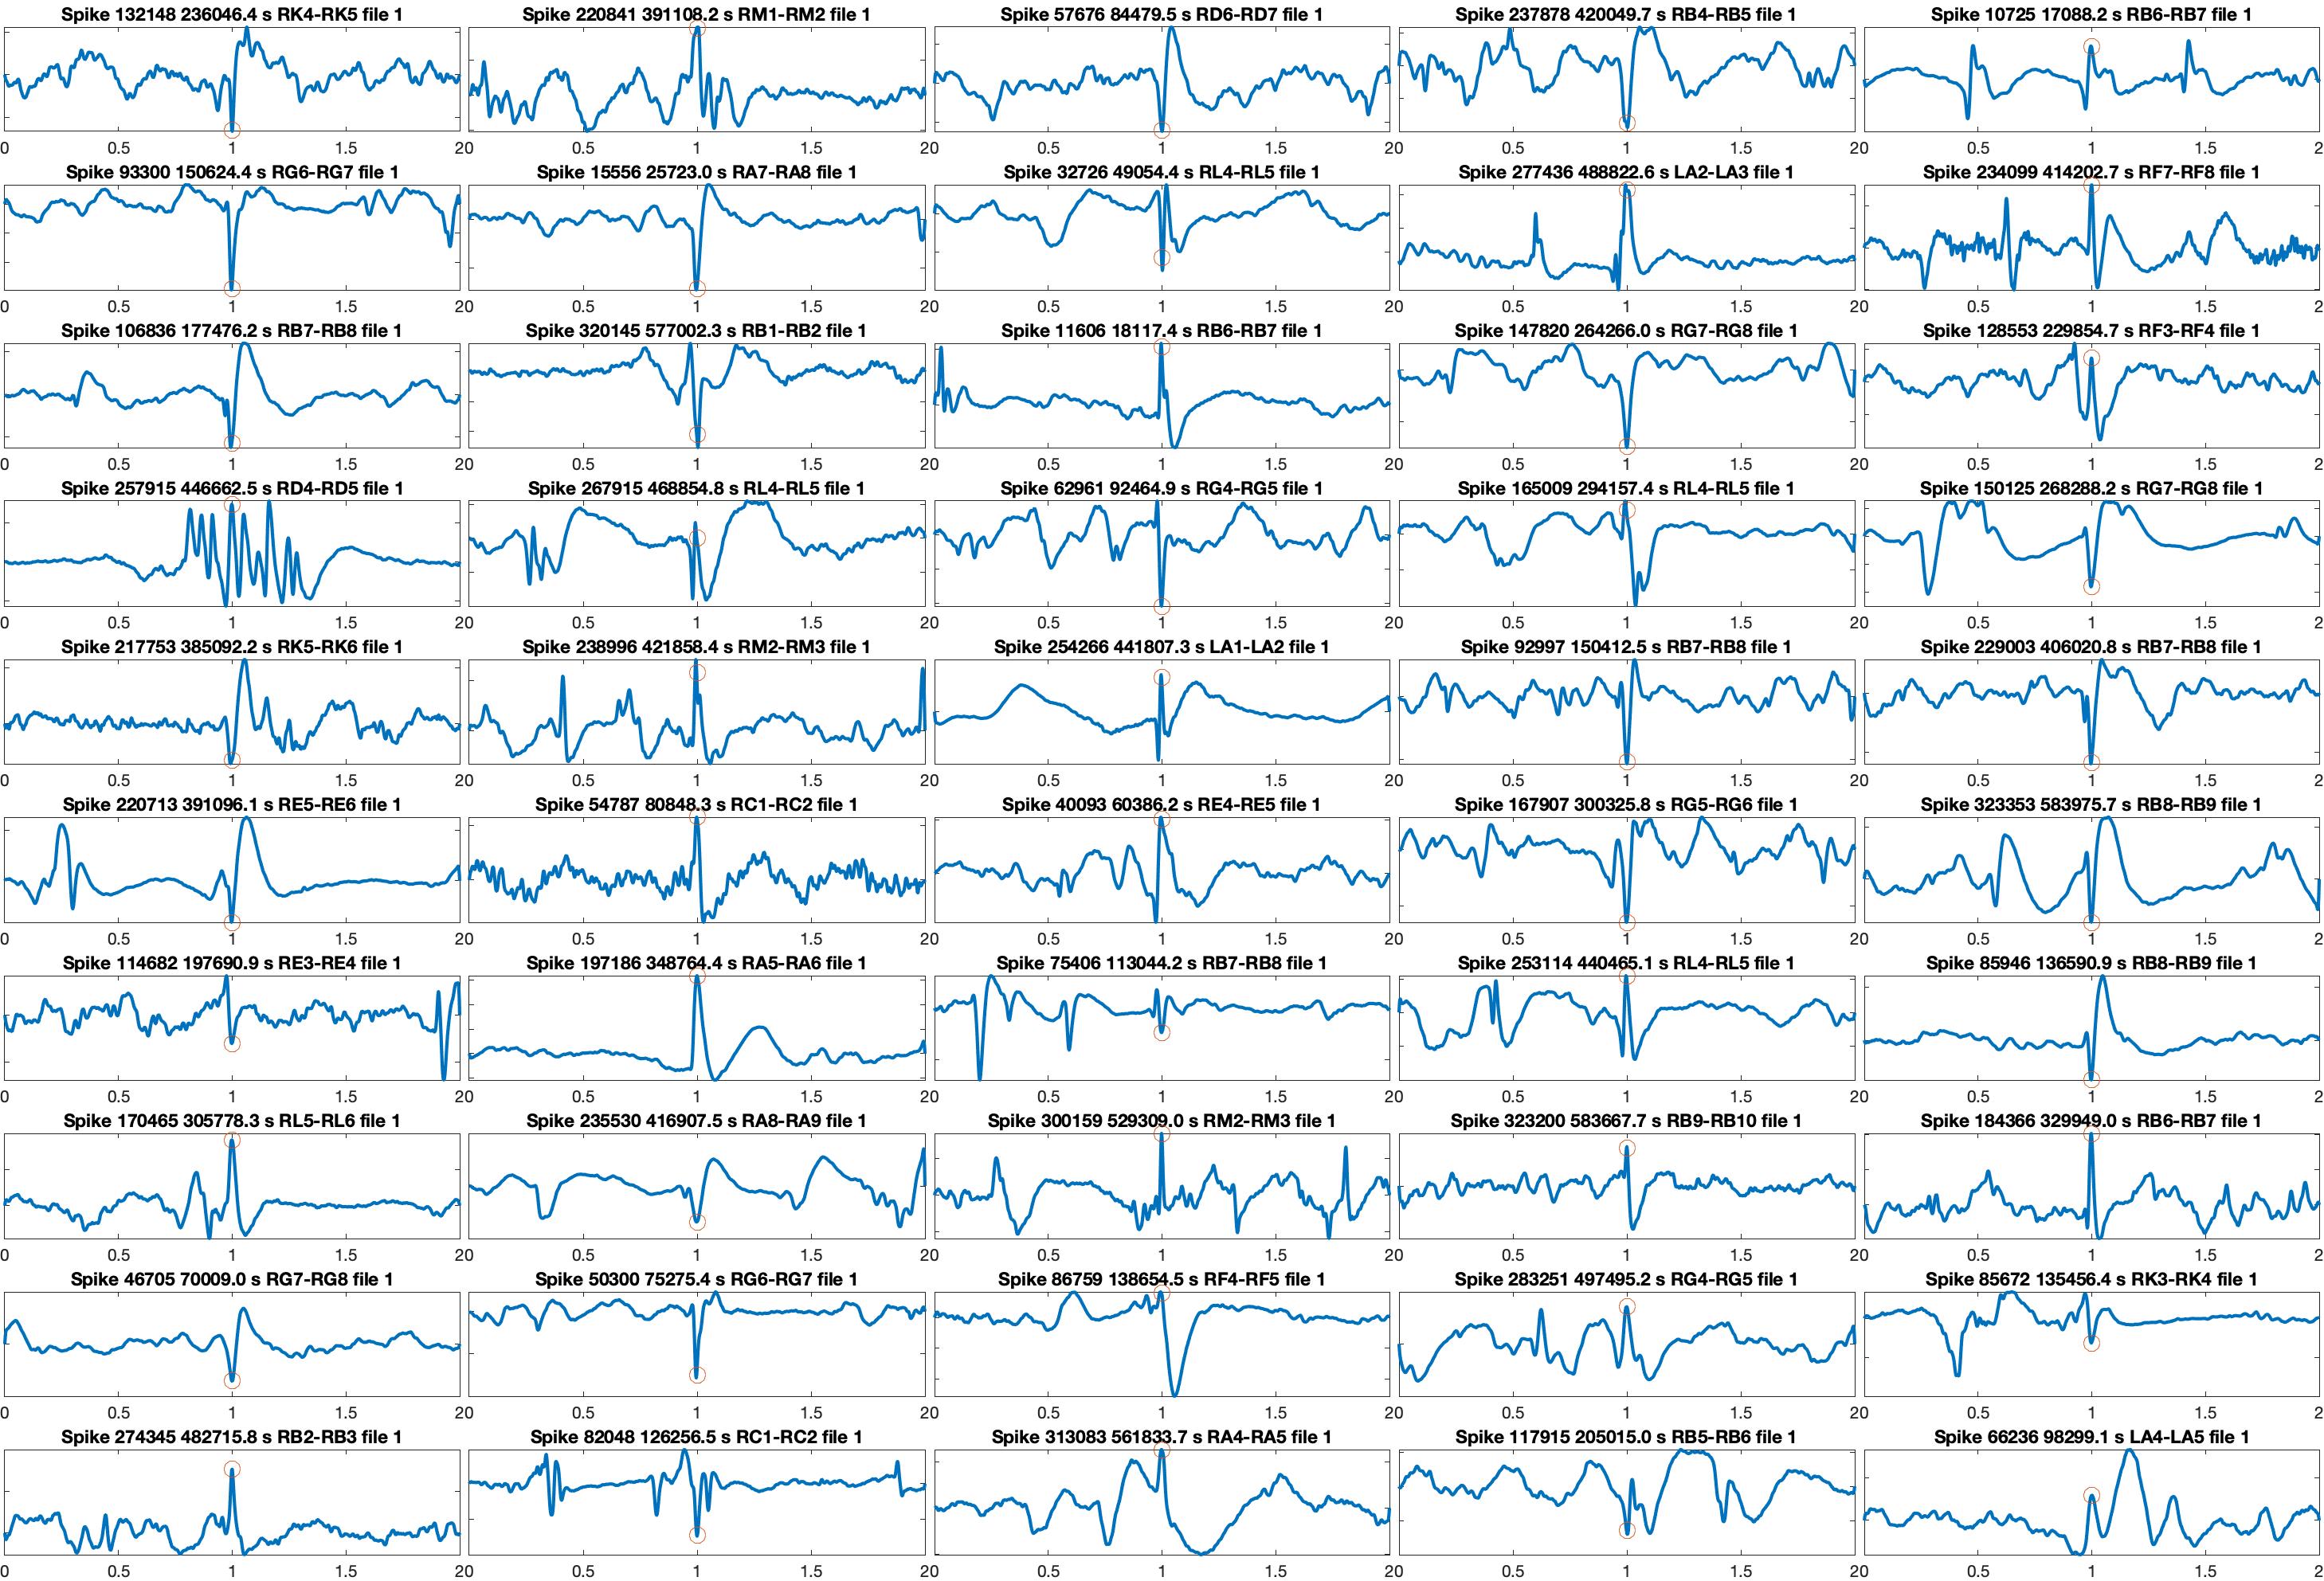 Spike 132148 236046.4 s RK4-RK5 file 1 Spike 220841 391108.2 s RM1-RM2 file 1 Spike 57676 84479.5 s RD6-RD7 file 1 Spike 237878 420049.7 s RB4-RB5 file 1 Spike 10725 17088.2 s RB6-RB7 file 1
0 0.5 1 1.5 20 0.5 1 1.5 20 0.5 1 1.5 20 0.5 1 1.5 20 0.5 1 1.5 2
Spike 93300 150624.4 s RG6-RG7 file 1 Spike 15556 25723.0 s RA7-RA8 file 1 Spike 32726 49054.4 s RL4-RL5 file 1 Spike 277436 488822.6 s LA2-LA3 file 1 Spike 234099 414202.7 s RF7-RF8 file 1
0 0.5 1 1.5 20 0.5 1 1.5 20 0.5 1 1.5 20 0.5 1 1.5 20 0.5 1 1.5 2
Spike 106836 177476.2 s RB7-RB8 file 1 Spike 320145 577002.3 s RB1-RB2 file 1 Spike 11606 18117.4 s RB6-RB7 file 1 Spike 147820 264266.0 s RG7-RG8 file 1 Spike 128553 229854.7 s RF3-RF4 file 1
0 0.5 1 1.5 20 0.5 1 1.5 20 0.5 1 1.5 20 0.5 1 1.5 20 0.5 1 1.5 2
Spike 257915 446662.5 s RD4-RD5 file 1 Spike 267915 468854.8 s RL4-RL5 file 1 Spike 62961 92464.9 s RG4-RG5 file 1 Spike 165009 294157.4 s RL4-RL5 file 1 Spike 150125 268288.2 s RG7-RG8 file 1
0 0.5 1 1.5 20 0.5 1 1.5 20 0.5 1 1.5 20 0.5 1 1.5 20 0.5 1 1.5 2
Spike 217753 385092.2 s RK5-RK6 file 1 Spike 238996 421858.4 s RM2-RM3 file 1 Spike 254266 441807.3 s LA1-LA2 file 1 Spike 92997 150412.5 s RB7-RB8 file 1 Spike 229003 406020.8 s RB7-RB8 file 1
0 0.5 1 1.5 20 0.5 1 1.5 20 0.5 1 1.5 20 0.5 1 1.5 20 0.5 1 1.5 2
Spike 220713 391096.1 s RE5-RE6 file 1 Spike 54787 80848.3 s RC1-RC2 file 1 Spike 40093 60386.2 s RE4-RE5 file 1 Spike 167907 300325.8 s RG5-RG6 file 1 Spike 323353 583975.7 s RB8-RB9 file 1
0 0.5 1 1.5 20 0.5 1 1.5 20 0.5 1 1.5 20 0.5 1 1.5 20 0.5 1 1.5 2
Spike 114682 197690.9 s RE3-RE4 file 1 Spike 197186 348764.4 s RA5-RA6 file 1 Spike 75406 113044.2 s RB7-RB8 file 1 Spike 253114 440465.1 s RL4-RL5 file 1 Spike 85946 136590.9 s RB8-RB9 file 1
0 0.5 1 1.5 20 0.5 1 1.5 20 0.5 1 1.5 20 0.5 1 1.5 20 0.5 1 1.5 2
Spike 170465 305778.3 s RL5-RL6 file 1 Spike 235530 416907.5 s RA8-RA9 file 1 Spike 300159 529309.0 s RM2-RM3 file 1 Spike 323200 583667.7 s RB9-RB10 file 1 Spike 184366 329949.0 s RB6-RB7 file 1
0 0.5 1 1.5 20 0.5 1 1.5 20 0.5 1 1.5 20 0.5 1 1.5 20 0.5 1 1.5 2
Spike 46705 70009.0 s RG7-RG8 file 1 Spike 50300 75275.4 s RG6-RG7 file 1 Spike 86759 138654.5 s RF4-RF5 file 1 Spike 283251 497495.2 s RG4-RG5 file 1 Spike 85672 135456.4 s RK3-RK4 file 1
0 0.5 1 1.5 20 0.5 1 1.5 20 0.5 1 1.5 20 0.5 1 1.5 20 0.5 1 1.5 2
Spike 274345 482715.8 s RB2-RB3 file 1 Spike 82048 126256.5 s RC1-RC2 file 1 Spike 313083 561833.7 s RA4-RA5 file 1 Spike 117915 205015.0 s RB5-RB6 file 1 Spike 66236 98299.1 s LA4-LA5 file 1
0 0.5 1 1.5 20 0.5 1 1.5 20 0.5 1 1.5 20 0.5 1 1.5 20 0.5 1 1.5 2